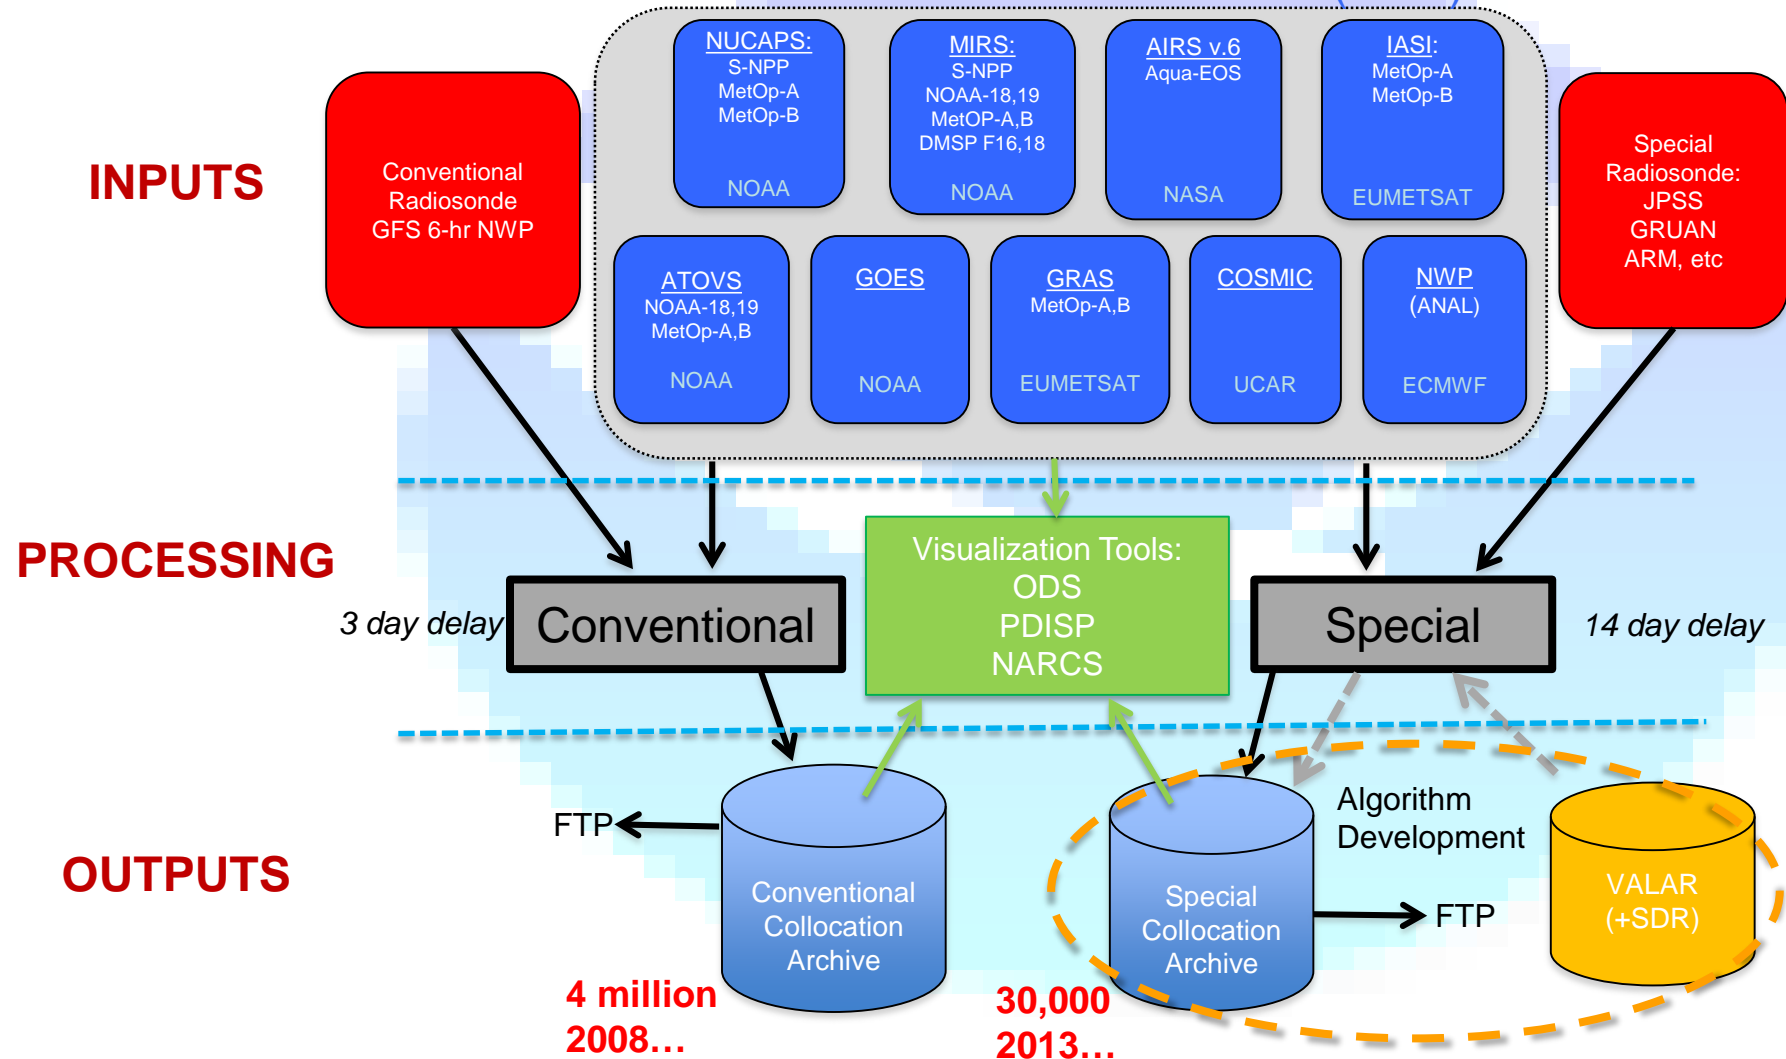 INPUTS
Conventional
Radiosonde
GFS 6-hr NWP
NUCAPS:
S-NPP
MetOp-A
MetOp-B
NOAA
MIRS:
S-NPP
NOAA-18,19
MetOP-A,B
DMSP F16,18
NOAA
AIRS v.6
Aqua-EOS
NASA
IASI:
MetOp-A
MetOp-B
EUMETSAT
Special
Radiosonde:
JPSS
GRUAN
ARM, etc
ATOVS
NOAA-18,19
MetOp-A,B
NOAA
GOES
NOAA
GRAS
MetOp-A,B
EUMETSAT
COSMIC
UCAR
NWP
(ANAL)
ECMWF
PROCESSING
3 day delay
Conventional
Visualization Tools:
ODS
PDISP
NARCS
Special
14 day delay
OUTPUTS
FTP
Conventional
Collocation
Archive
4 million
2008…
Special
Collocation
Archive
30,000
2013…
Algorithm
Development
FTP
VALAR
(+SDR)